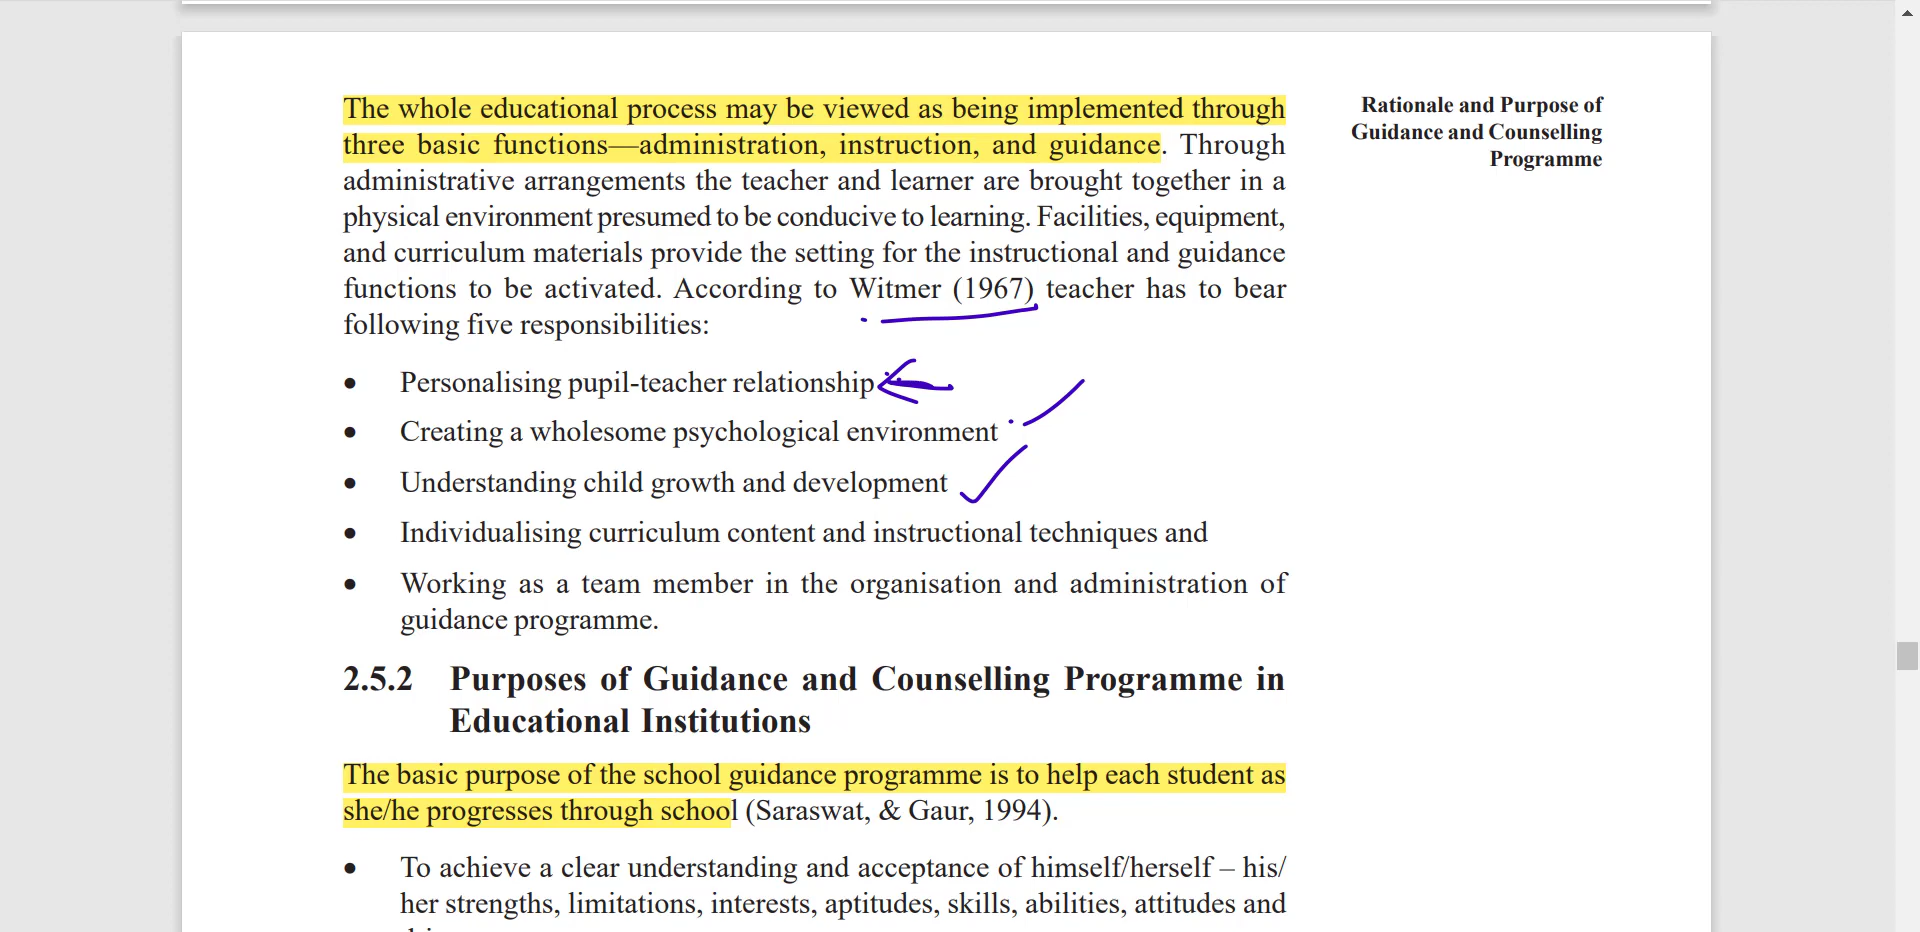 The whole educational process may be viewed as being implemented through
three basic functions—administration, instruction, and guidance. Through
administrative arrangements the teacher and learner are brought together in a
physical environment presumed to be conducive to learning. Facilities, equipment,
and curriculum materials provide the setting for the instructional and guidance
functions to be activated. According to Witmer (1967) teacher has to bear
following five responsibilities:
• Personalising pupil-teacher relationship
• Creating a wholesome psychological environment
• Understanding child growth and development
• Individualising curriculum content and instructional techniques and
• Working as a team member in the organisation and administration of
guidance programme.
2.5.2 Purposes of Guidance and Counselling Programme in
Educational Institutions
The basic purpose of the school guidance programme is to help each student as
she/he progresses through school (Saraswat, & Gaur, 1994).
• To achieve a clear understanding and acceptance of himself/herself – his/
her strengths, limitations, interests, aptitudes, skills, abilities, attitudes and
Rationale and Purpose of
Guidance and Counselling
Programme